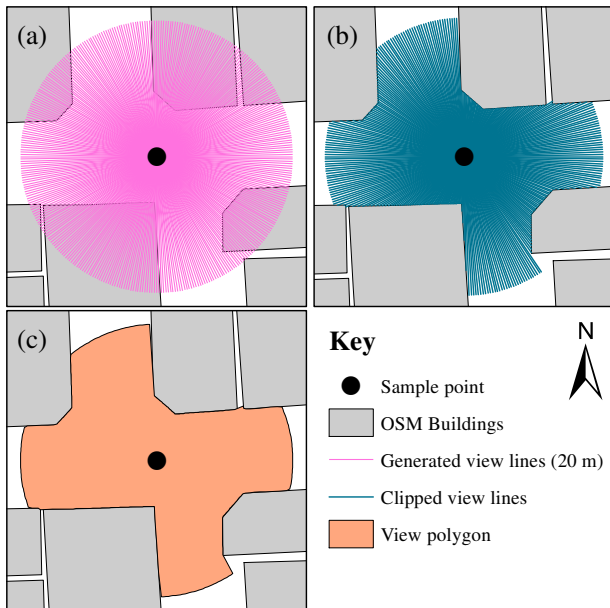 (a)
(b)
(c)
Key
N
Sample point
OSM Buildings
Generated view lines (20 m)
Clipped view lines
View polygon